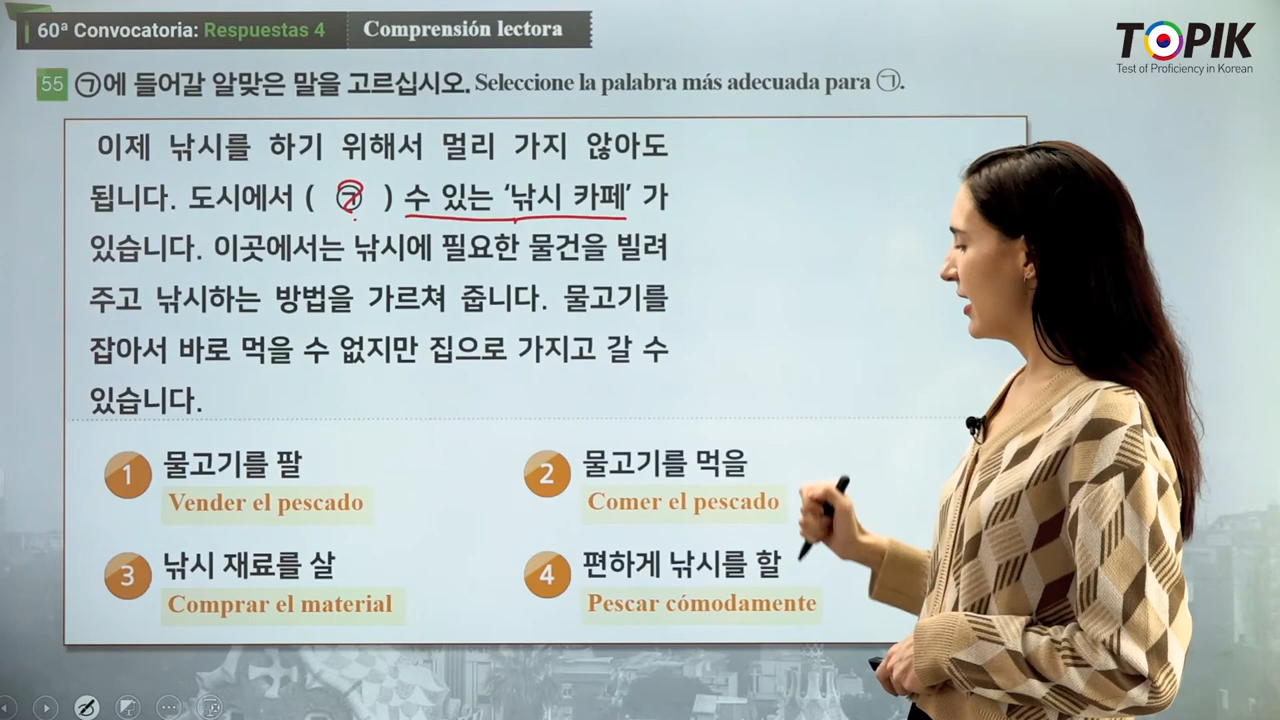 60ª Convocatoria: Respuestas 4
Comprensión lectora
TOPIK
Test of Proficiency in Korean
55 ㉠에 들어갈 알맞은 말을 고르십시오. Seleccione la palabra más adecuada para ㉠.
이제 낚시를 하기 위해서 멀리 가지 않아도
됩니다. 도시에서 ( ㉠ ) 수 있는 ‘낚시 카페’ 가
있습니다. 이곳에서는 낚시에 필요한 물건을 빌려
주고 낚시하는 방법을 가르쳐 줍니다. 물고기를
잡아서 바로 먹을 수 없지만 집으로 가지고 갈 수
있습니다.
1 물고기를 팔
Vender el pescado
2 물고기를 먹을
Comer el pescado
3 낚시 재료를 살
Comprar el material
4 편하게 낚시를 할
Pescar cómodamente